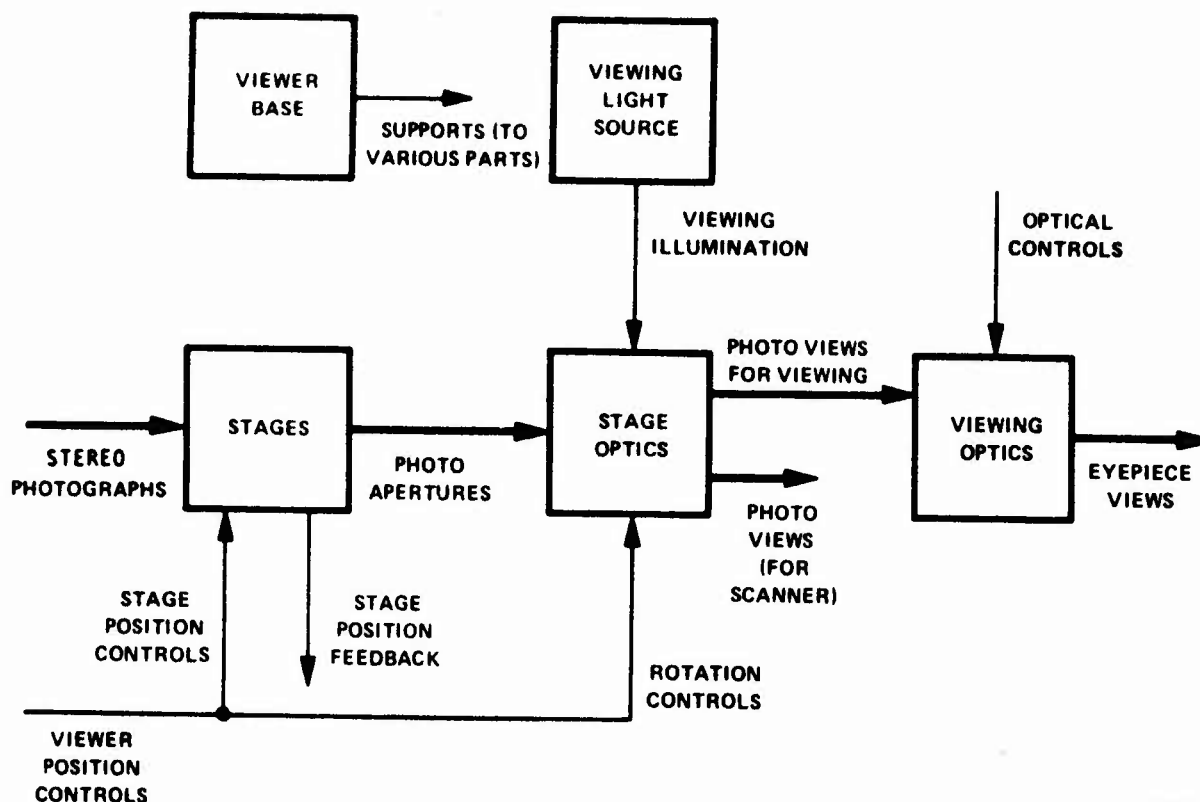 VIEWER
BASE
SUPPORTS (TO
VARIOUS PARTS)
VIEWING
LIGHT
SOURCE
VIEWING
ILLUMINATION
OPTICAL
CONTROLS
STEREO
PHOTOGRAPHS
STAGES
PHOTO
APERTURES
STAGE
OPTICS
PHOTO VIEWS
FOR VIEWING
PHOTO
VIEWS
(FOR
SCANNER)
VIEWING
OPTICS
EYEPIECE
VIEWS
STAGE
POSITION
CONTROLS
STAGE
POSITION
FEEDBACK
ROTATION
CONTROLS
VIEWER
POSITION
CONTROLS